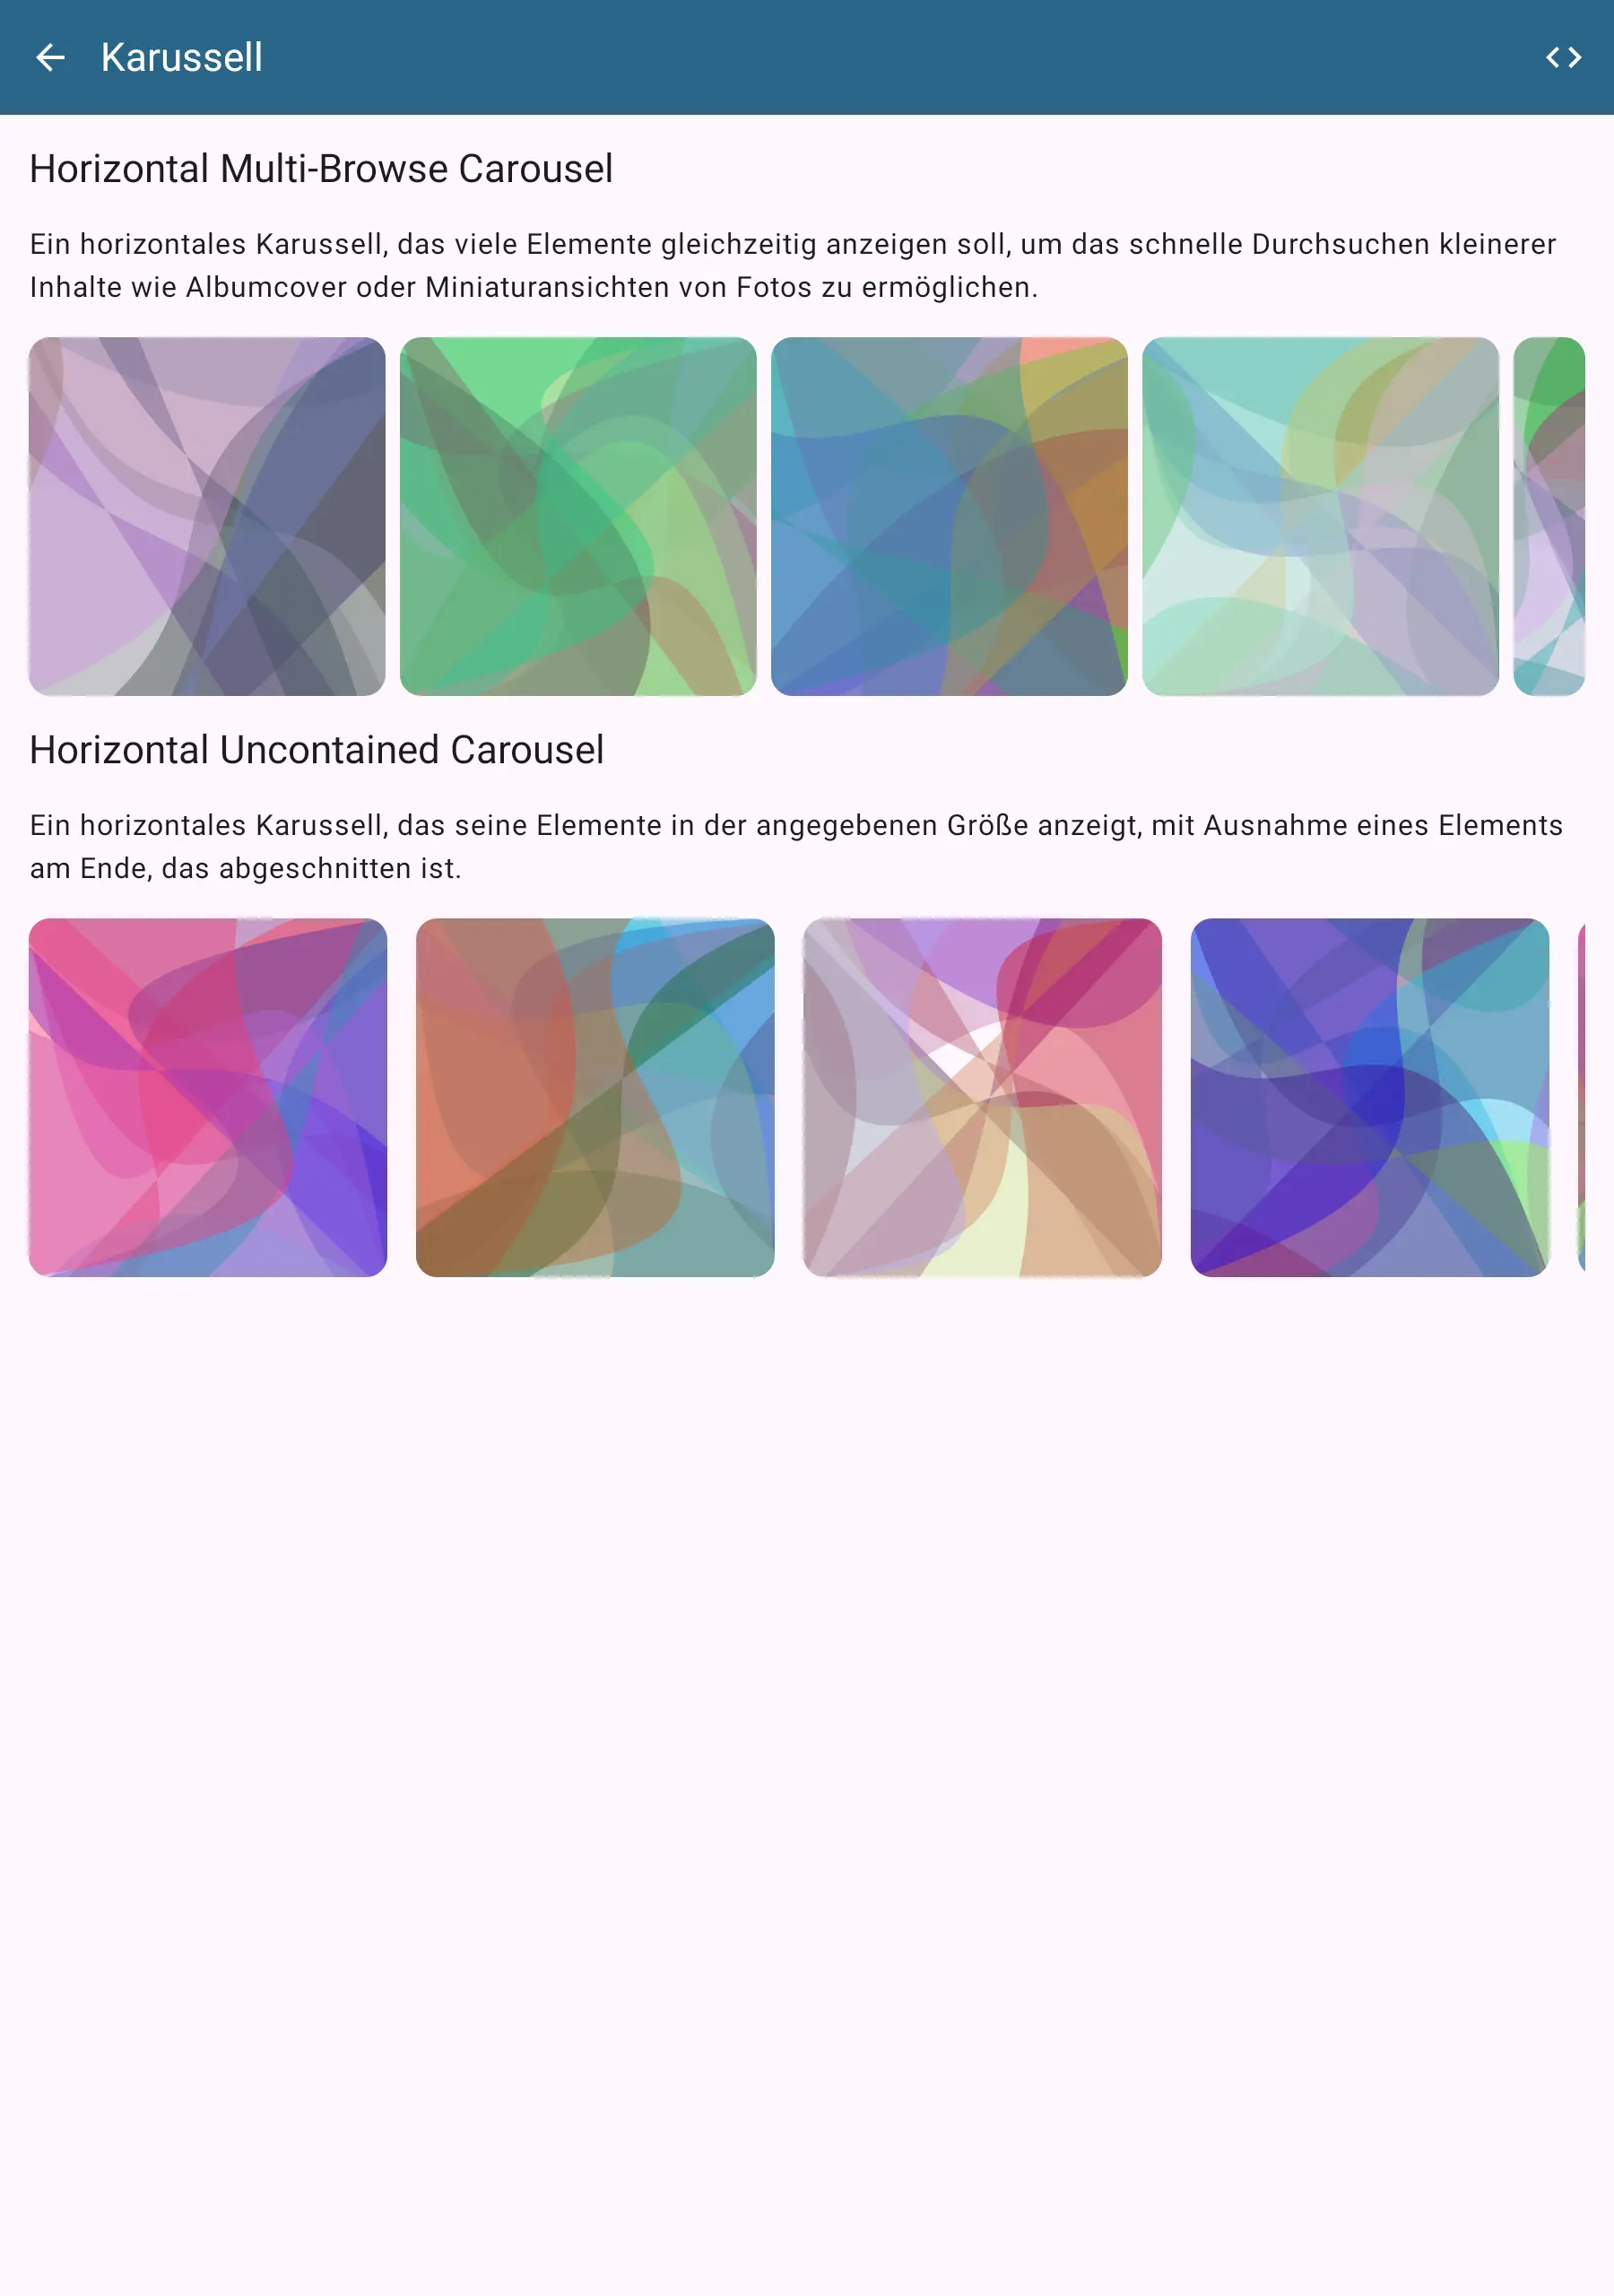 Karussell
Horizontal Multi-Browse Carousel
Ein horizontales Karussell, das viele Elemente gleichzeitig anzeigen soll, um das schnelle Durchsuchen kleinerer
Inhalte wie Albumcover oder Miniaturansichten von Fotos zu ermöglichen.
Horizontal Uncontained Carousel
Ein horizontales Karussell, das seine Elemente in der angegebenen Größe anzeigt, mit Ausnahme eines Elements
am Ende, das abgeschnitten ist.